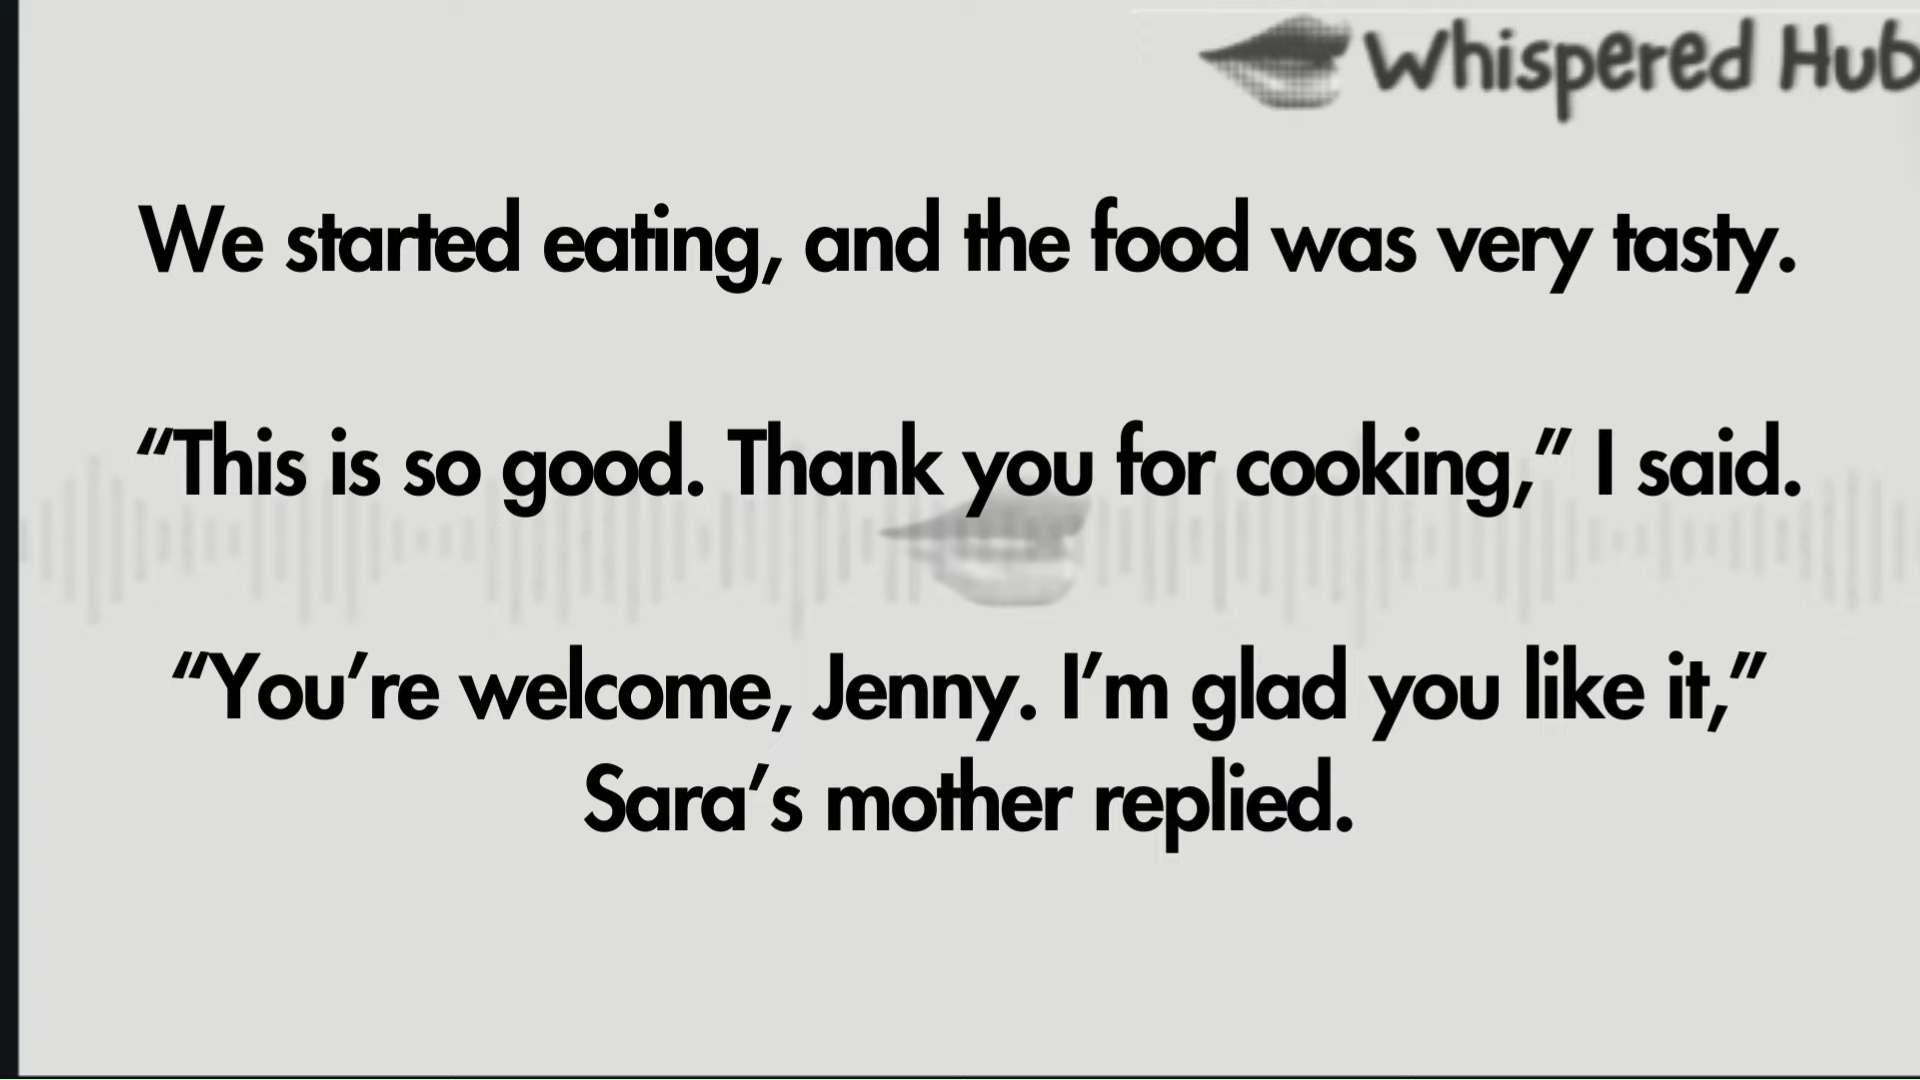 Whispered Hub
We started eating, and the food was very tasty.
“This is so good. Thank you for cooking,” I said.
“You’re welcome, Jenny. I’m glad you like it,”
Sara’s mother replied.